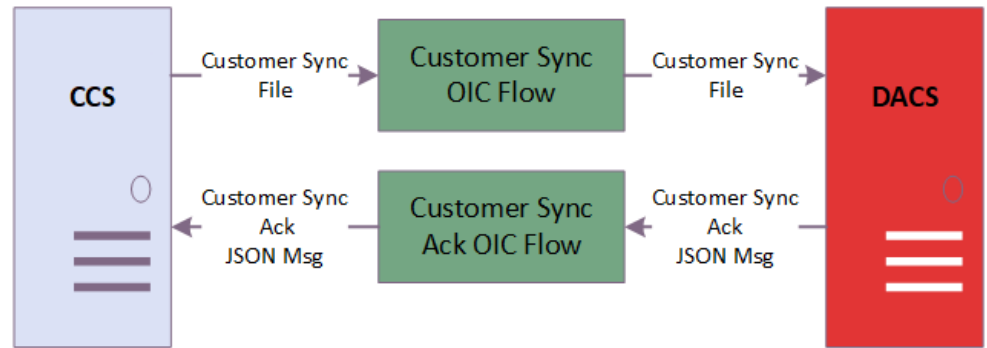 CCS
Customer Sync
File
Customer Sync
OIC Flow
Customer Sync
File
DACS
Customer Sync
Ack
JSON Msg
Customer Sync
Ack OIC Flow
Customer Sync
Ack
JSON Msg